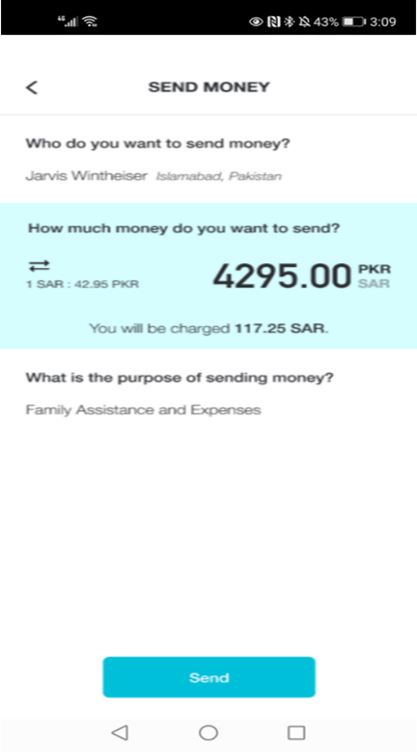 43% 3:09
SEND MONEY
Who do you want to send money?
Jarvis Wintheiser Islamabad, Pakistan
How much money do you want to send?
4295.00 PKR
SAR
1 SAR : 42.95 PKR
You will be charged 117.25 SAR.
What is the purpose of sending money?
Family Assistance and Expenses
Send